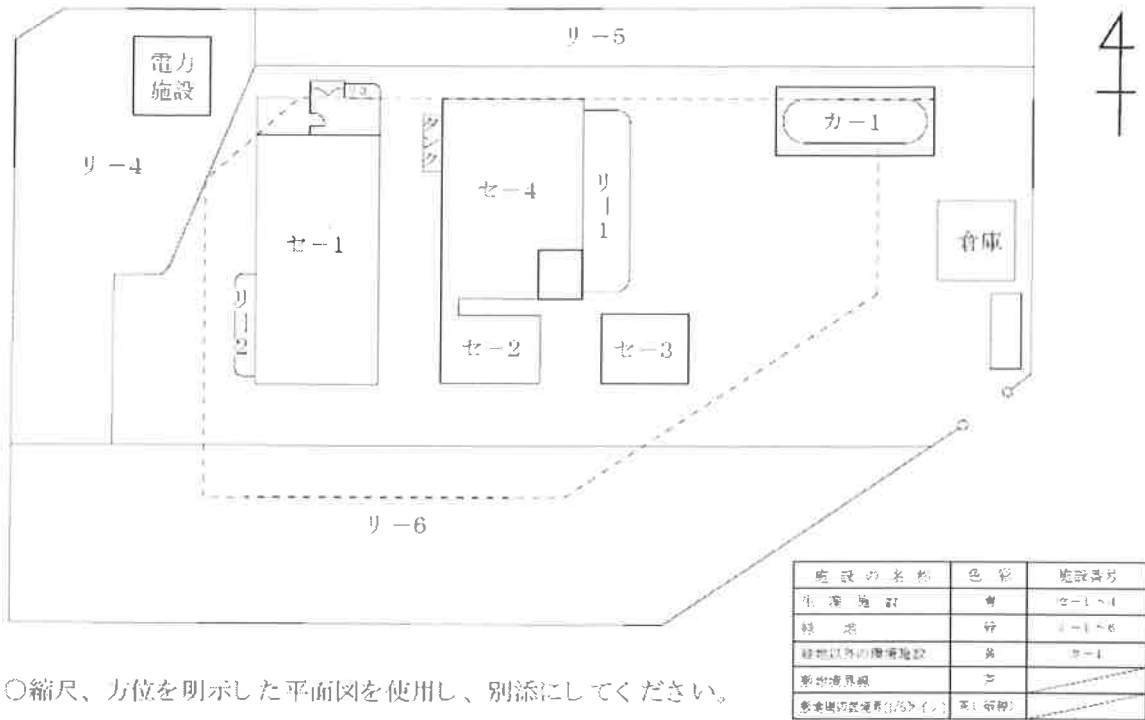 リ-5
電力
施設
リ-4
カ-1
タンク
セ-4
リ-1
セ-1
倉庫
リ-2
セ-2
セ-3
リ-6
施設の名称 色彩 施設番号
生産施設 青 セ-1~4
緑地 リ-1~6
緑地以外の環境施設 黄 カ-1
敷地境界線
○縮尺、方位を明示した平面図を使用し、別添にしてください。